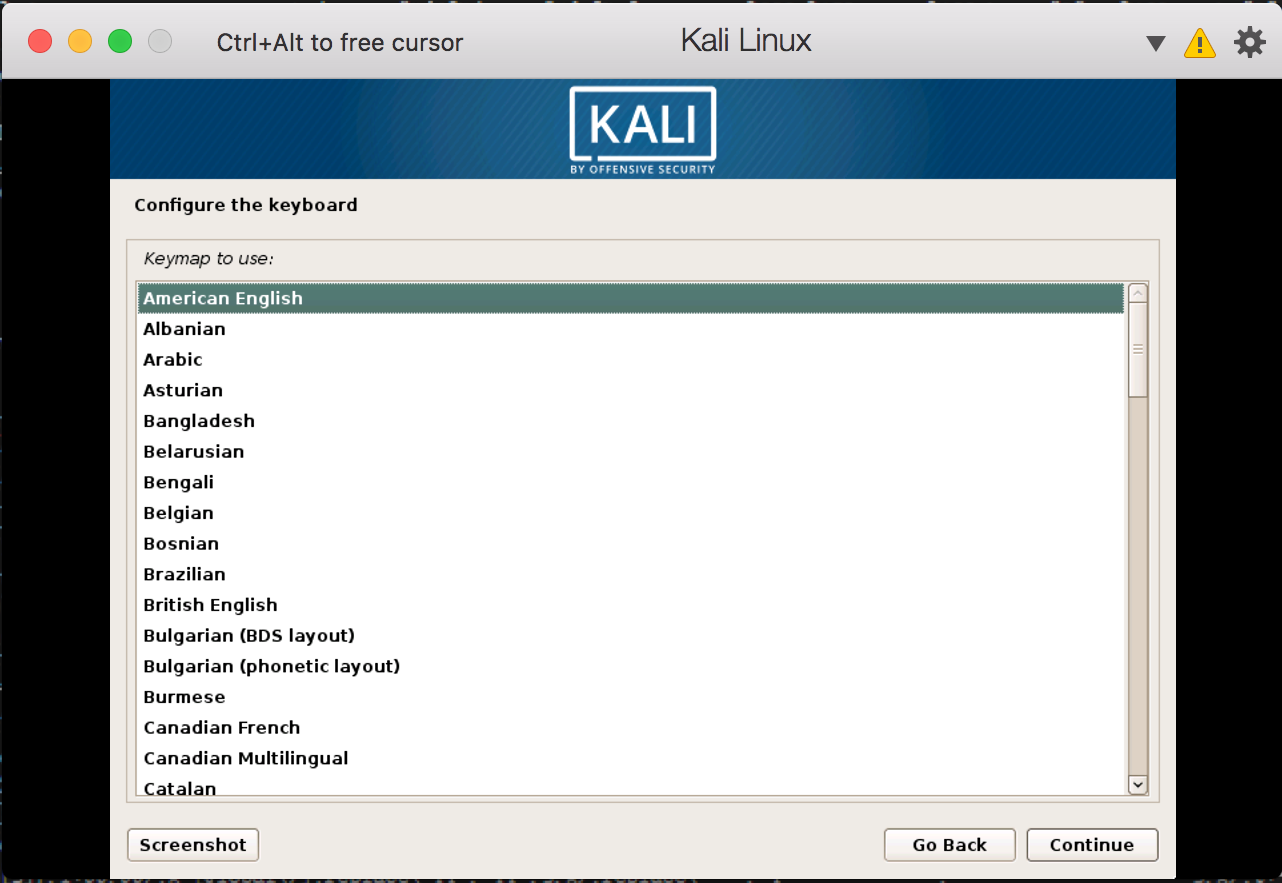 Ctrl+Alt to free cursor
Kali Linux
KALI
BY OFFENSIVE SECURITY
Configure the keyboard
Keymap to use:
American English
Albanian
Arabic
Asturian
Bangladesh
Belarusian
Bengali
Belgian
Bosnian
Brazilian
British English
Bulgarian (BDS layout)
Bulgarian (phonetic layout)
Burmese
Canadian French
Canadian Multilingual
Catalan
Screenshot
Go Back
Continue